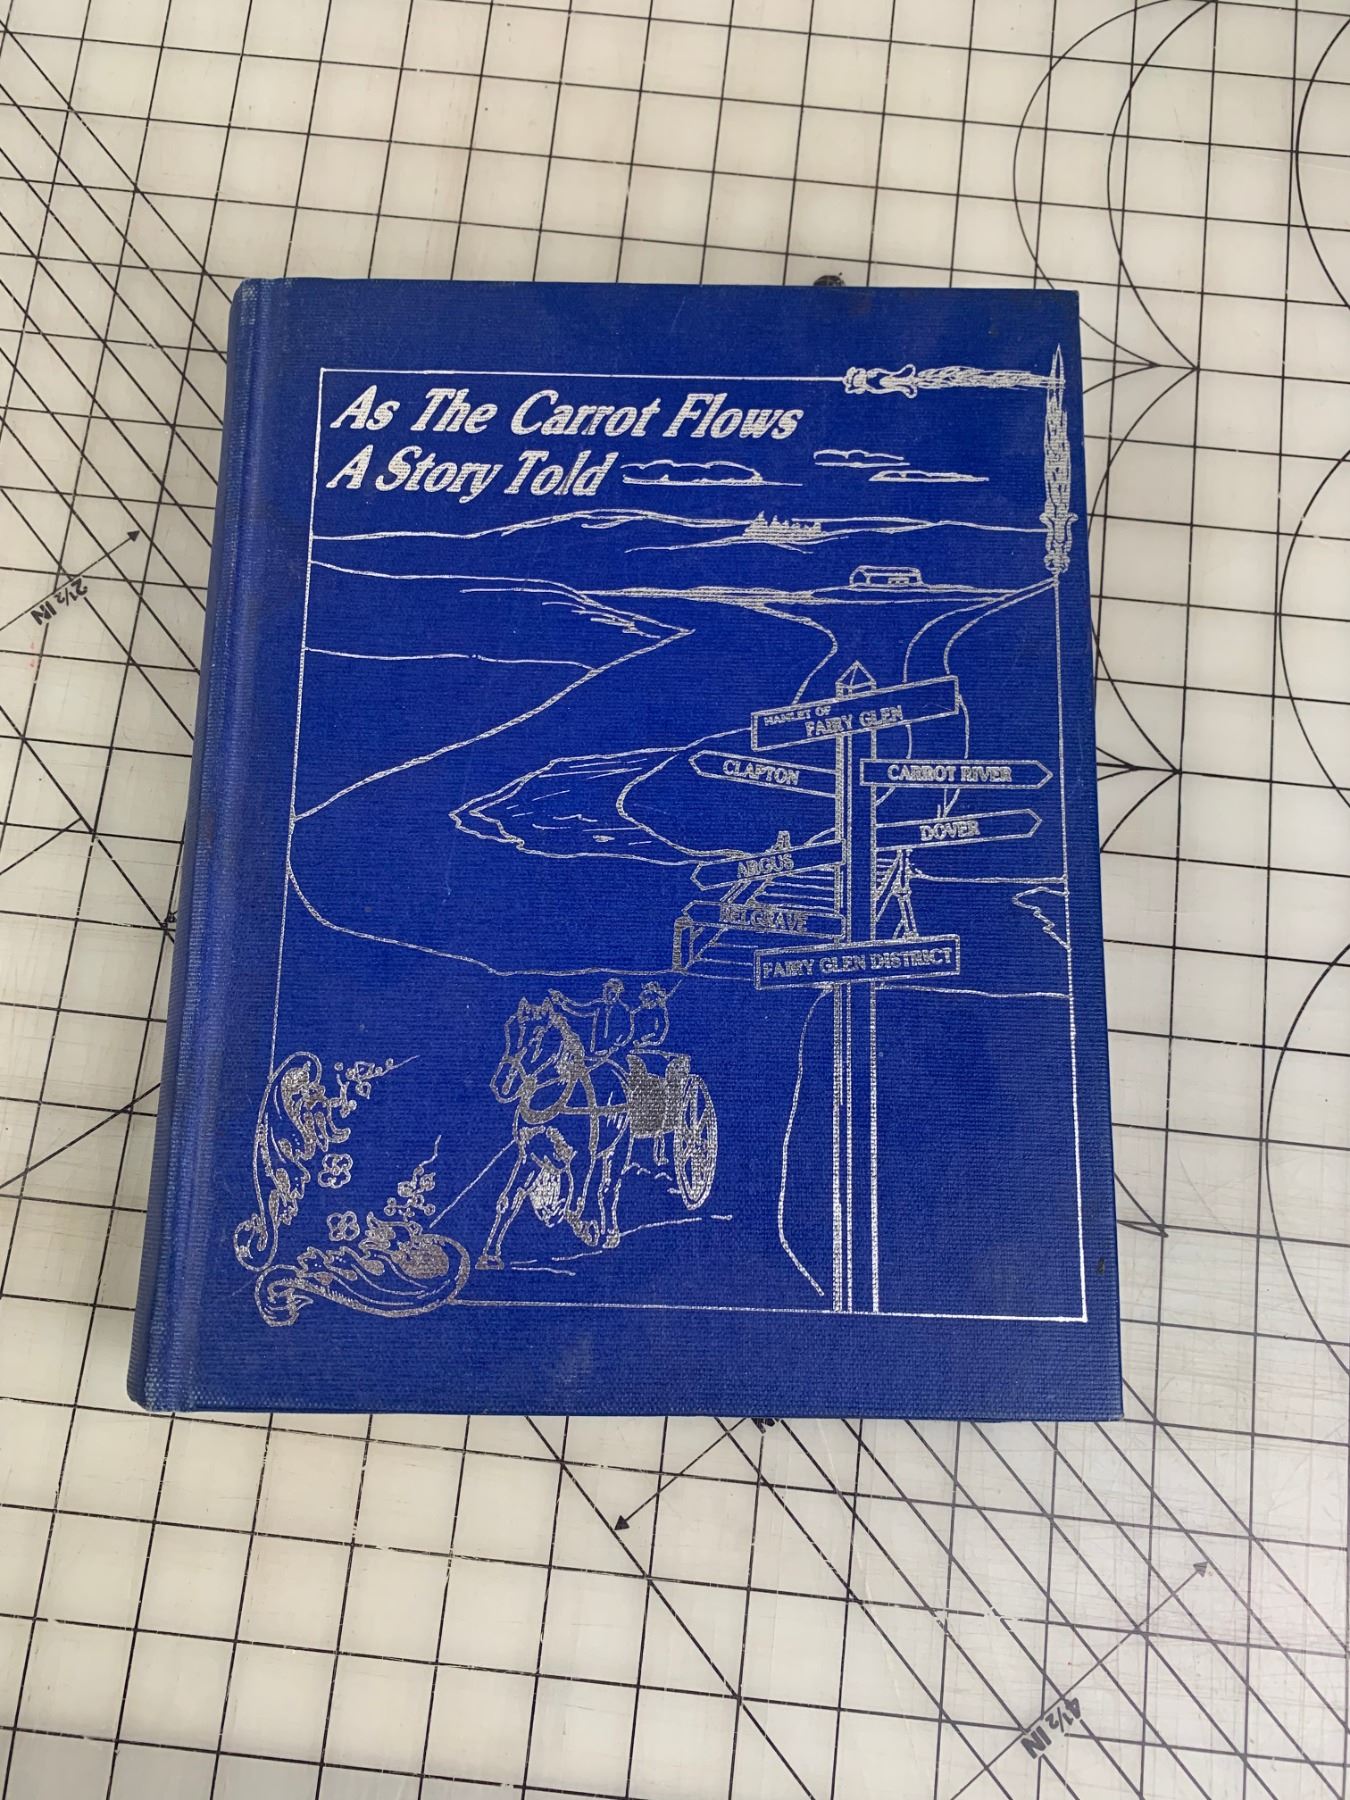 As The Carrot Flows
A Story Told
HAMLET OF
FAIRY GLEN
CLAPTON
CARROT RIVER
DOVER
ARGUS
BELGRAVE
FAIRY GLEN DISTRICT
2½ IN
4½ IN